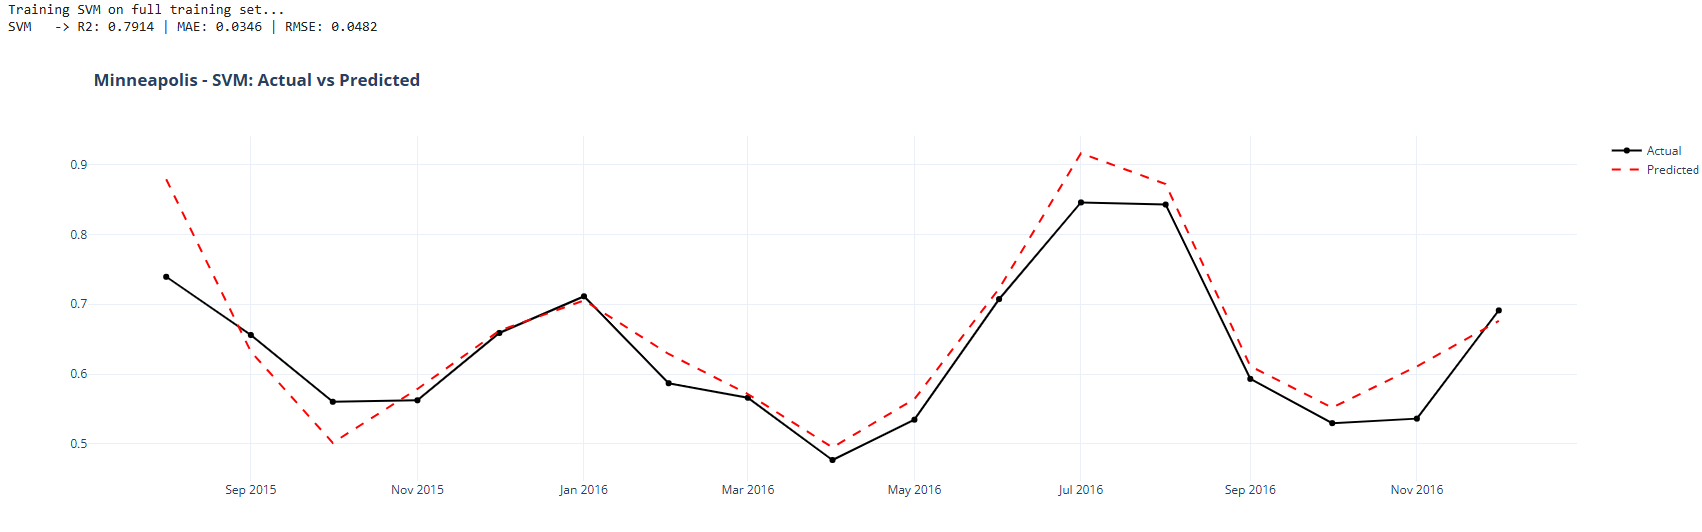 Training SVM on full training set...
SVM   -> R2: 0.7914 | MAE: 0.0346 | RMSE: 0.0482
Minneapolis - SVM: Actual vs Predicted
Actual
Predicted
0.9
0.8
0.7
0.6
0.5
Sep 2015 Nov 2015 Jan 2016 Mar 2016 May 2016 Jul 2016 Sep 2016 Nov 2016